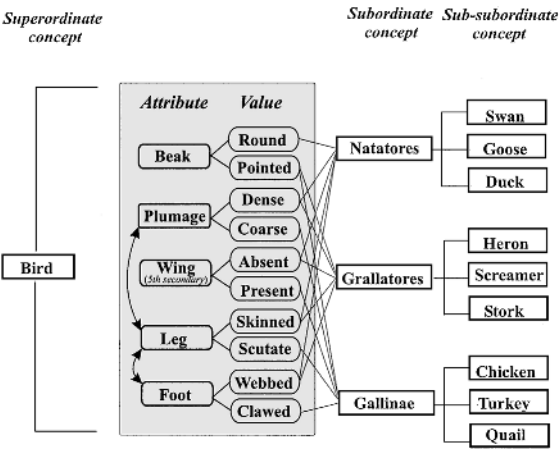 Superordinate
concept
Subordinate
concept
Sub-subordinate
concept
Attribute
Value
Beak
Round
Pointed
Plumage
Dense
Coarse
Wing
(5th secondary)
Absent
Present
Leg
Skinned
Scutate
Foot
Webbed
Clawed
Bird
Natatores
Grallatores
Gallinae
Swan
Goose
Duck
Heron
Screamer
Stork
Chicken
Turkey
Quail